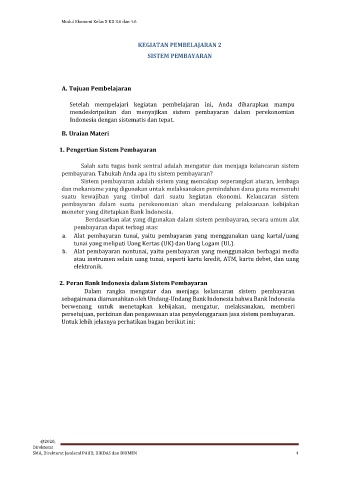 Modul Ekonomi Kelas X KD 3.6 dan 4.6
KEGIATAN PEMBELAJARAN 2
SISTEM PEMBAYARAN
A. Tujuan Pembelajaran
Setelah mempelajari kegiatan pembelajaran ini, Anda diharapkan mampu
mendeskripsikan dan menyajikan sistem pembayaran dalam perekonomian
Indonesia dengan sistematis dan tepat.
B. Uraian Materi
1. Pengertian Sistem Pembayaran
Salah satu tugas bank sentral adalah mengatur dan menjaga kelancaran sistem
pembayaran. Tahukah Anda apa itu sistem pembayaran?
Sistem pembayaran adalah sistem yang mencakup seperangkat aturan, lembaga
dan mekanisme yang digunakan untuk melaksanakan pemindahan dana guna memenuhi
suatu kewajiban yang timbul dari suatu kegiatan ekonomi. Kelancaran sistem
pembayaran dalam suatu perekonomian akan mendukung pelaksanaan kebijakan
moneter yang ditetapkan Bank Indonesia.
Berdasarkan alat yang digunakan dalam sistem pembayaran, secara umum alat
pembayaran dapat terbagi atas:
a. Alat pembayaran tunai, yaitu pembayaran yang menggunakan uang kartal/uang
tunai yang meliputi Uang Kertas (UK) dan Uang Logam (UL).
b. Alat pembayaran nontunai, yaitu pembayaran yang menggunakan berbagai media
atau instrumen selain uang tunai, seperti kartu kredit, ATM, kartu debet, dan uang
elektronik.
2. Peran Bank Indonesia dalam Sistem Pembayaran
Dalam rangka mengatur dan menjaga kelancaran sistem pembayaran
sebagaimana diamanahkan oleh Undang-Undang Bank Indonesia bahwa Bank Indonesia
berwenang untuk menetapkan kebijakan, mengatur, melaksanakan, memberi
persetujuan, perizinan dan pengawasan atas penyelenggaraan jasa sistem pembayaran.
Untuk lebih jelasnya perhatikan bagan berikut ini:
@2020,
Direktorat
SMA, Direktorat Jenderal PAUD, DIKDAS dan DIKMEN